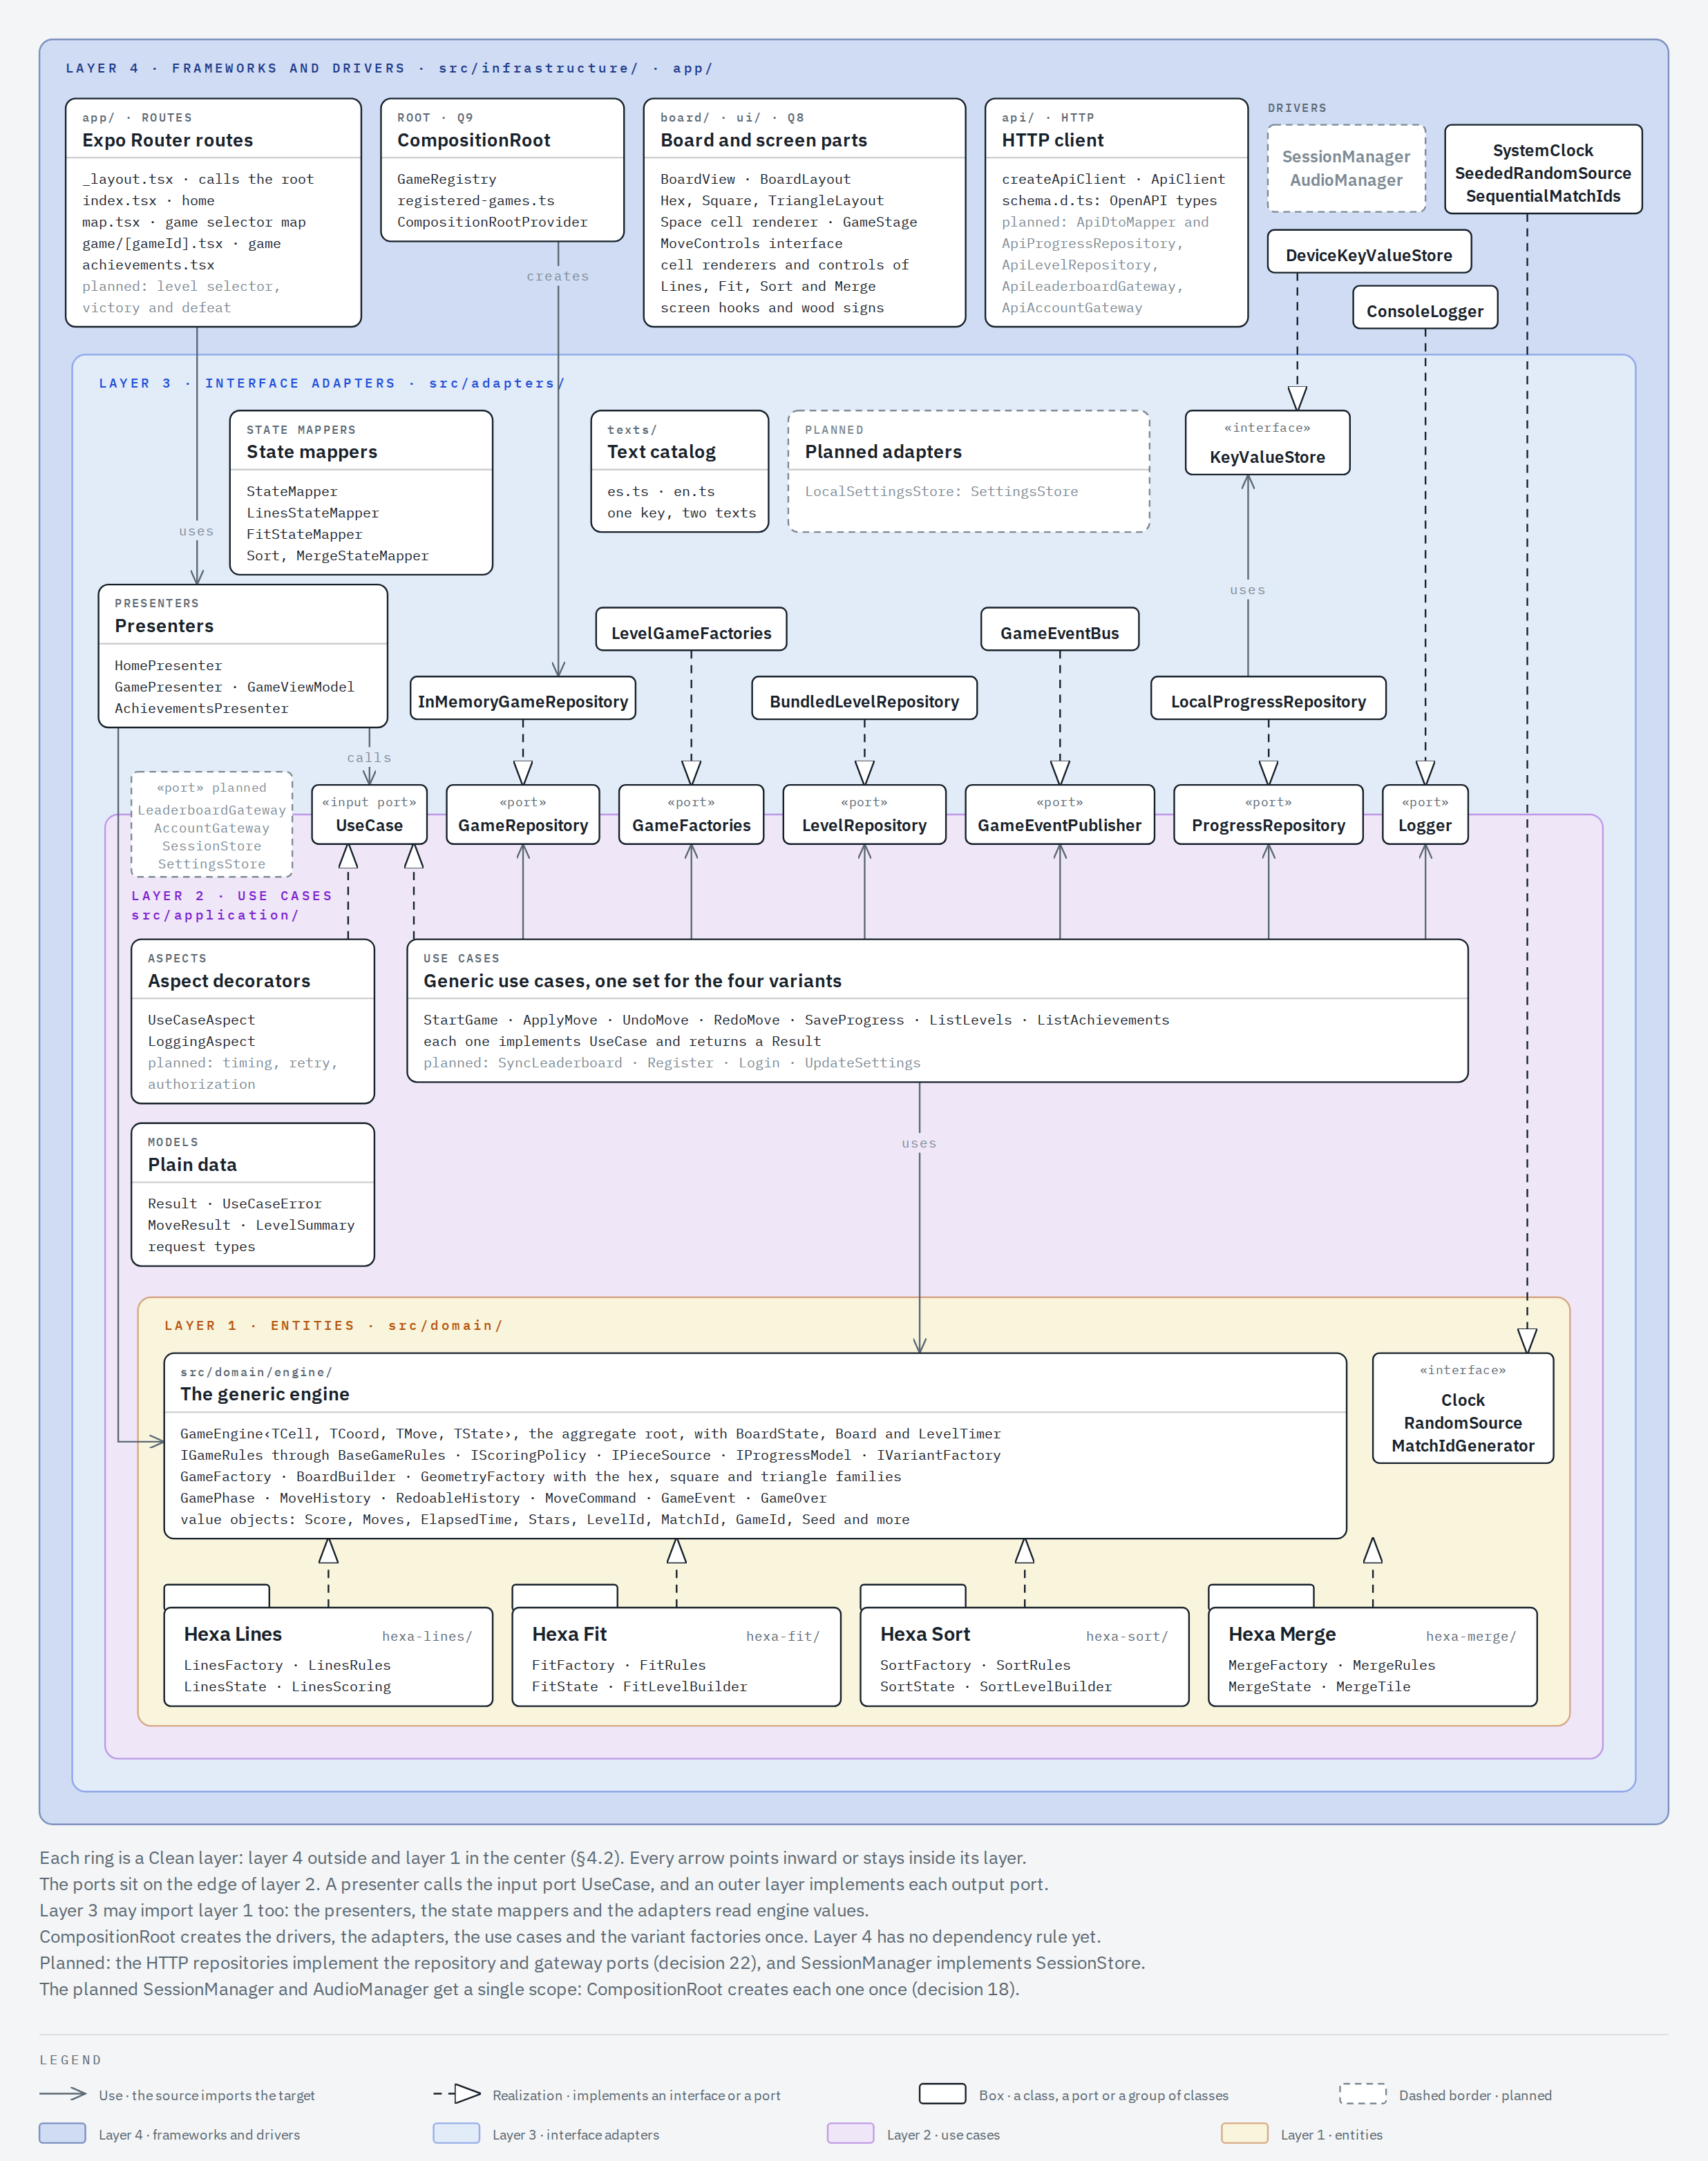 LAYER 4 · FRAMEWORKS AND DRIVERS · src/infrastructure/ · app/
app/ · ROUTES
Expo Router routes
_layout.tsx · calls the root
index.tsx · home
map.tsx · game selector map
game/[gameId].tsx · game
achievements.tsx
planned: level selector,
victory and defeat
ROOT · Q9
CompositionRoot
GameRegistry
registered-games.ts
CompositionRootProvider
board/ · ui/ · Q8
Board and screen parts
BoardView · BoardLayout
Hex, Square, TriangleLayout
Space cell renderer · GameStage
MoveControls interface
cell renderers and controls of
Lines, Fit, Sort and Merge
screen hooks and wood signs
api/ · HTTP
HTTP client
createApiClient · ApiClient
schema.d.ts: OpenAPI types
planned: ApiDtoMapper and
ApiProgressRepository,
ApiLevelRepository,
ApiLeaderboardGateway,
ApiAccountGateway
DRIVERS
SessionManager
AudioManager
SystemClock
SeededRandomSource
SequentialMatchIds
DeviceKeyValueStore
ConsoleLogger
creates
LAYER 3 · INTERFACE ADAPTERS · src/adapters/
STATE MAPPERS
State mappers
StateMapper
LinesStateMapper
FitStateMapper
Sort, MergeStateMapper
texts/
Text catalog
es.ts · en.ts
one key, two texts
PLANNED
Planned adapters
LocalSettingsStore: SettingsStore
«interface»
KeyValueStore
uses
uses
PRESENTERS
Presenters
HomePresenter
GamePresenter · GameViewModel
AchievementsPresenter
LevelGameFactories
GameEventBus
InMemoryGameRepository
BundledLevelRepository
LocalProgressRepository
calls
«port» planned
LeaderboardGateway
AccountGateway
SessionStore
SettingsStore
«input port»
UseCase
«port»
GameRepository
«port»
GameFactories
«port»
LevelRepository
«port»
GameEventPublisher
«port»
ProgressRepository
«port»
Logger
LAYER 2 · USE CASES
src/application/
ASPECTS
Aspect decorators
UseCaseAspect
LoggingAspect
planned: timing, retry,
authorization
USE CASES
Generic use cases, one set for the four variants
StartGame · ApplyMove · UndoMove · RedoMove · SaveProgress · ListLevels · ListAchievements
each one implements UseCase and returns a Result
planned: SyncLeaderboard · Register · Login · UpdateSettings
MODELS
Plain data
Result · UseCaseError
MoveResult · LevelSummary
request types
uses
LAYER 1 · ENTITIES · src/domain/
src/domain/engine/
The generic engine
GameEngine‹TCell, TCoord, TMove, TState›, the aggregate root, with BoardState, Board and LevelTimer
IGameRules through BaseGameRules · IScoringPolicy · IPieceSource · IProgressModel · IVariantFactory
GameFactory · BoardBuilder · GeometryFactory with the hex, square and triangle families
GamePhase · MoveHistory · RedoableHistory · MoveCommand · GameEvent · GameOver
value objects: Score, Moves, ElapsedTime, Stars, LevelId, MatchId, GameId, Seed and more
«interface»
Clock
RandomSource
MatchIdGenerator
Hexa Lines hexa-lines/
LinesFactory · LinesRules
LinesState · LinesScoring
Hexa Fit hexa-fit/
FitFactory · FitRules
FitState · FitLevelBuilder
Hexa Sort hexa-sort/
SortFactory · SortRules
SortState · SortLevelBuilder
Hexa Merge hexa-merge/
MergeFactory · MergeRules
MergeState · MergeTile
Each ring is a Clean layer: layer 4 outside and layer 1 in the center (§4.2). Every arrow points inward or stays inside its layer.
The ports sit on the edge of layer 2. A presenter calls the input port UseCase, and an outer layer implements each output port.
Layer 3 may import layer 1 too: the presenters, the state mappers and the adapters read engine values.
CompositionRoot creates the drivers, the adapters, the use cases and the variant factories once. Layer 4 has no dependency rule yet.
Planned: the HTTP repositories implement the repository and gateway ports (decision 22), and SessionManager implements SessionStore.
The planned SessionManager and AudioManager get a single scope: CompositionRoot creates each one once (decision 18).
LEGEND
Use · the source imports the target
Realization · implements an interface or a port
Box · a class, a port or a group of classes
Dashed border · planned
Layer 4 · frameworks and drivers
Layer 3 · interface adapters
Layer 2 · use cases
Layer 1 · entities